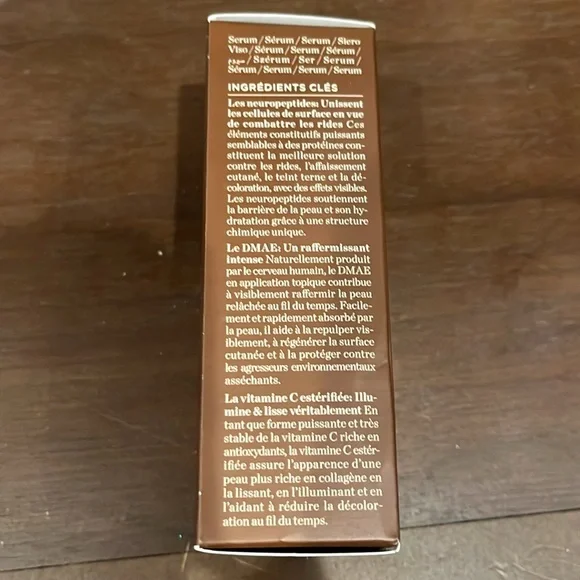 Serum / Sérum / Serum / Siero
Viso / Sérum / Serum / Sérum /
/ Szérum / Ser / Serum /
Sérum / Serum / Serum / Serum
INGRÉDIENTS CLÉS
Les neuropeptides: Unissent
les cellules de surface en vue
de combattre les rides Ces
éléments constitutifs puissants
semblables à des protéines con-
stituent la meilleure solution
contre les rides, l'affaissement
cutané, le teint terne et la dé-
coloration, avec des effets visibles.
Les neuropeptides soutiennent
la barrière de la peau et son hy-
dratation grâce à une structure
chimique unique.
Le DMAE: Un raffermissant
intense Naturellement produit
par le cerveau humain, le DMAE
en application topique contribue
à visiblement raffermir la peau
relâchée au fil du temps. Facile-
ment et rapidement absorbé par
la peau, il aide à la repulper vis-
iblement, à régénérer la surface
cutanée et à la protéger contre
les agresseurs environnementaux
asséchants.
La vitamine C estérifiée: Illu-
mine & lisse véritablement En
tant que forme puissante et très
stable de la vitamine C riche en
antioxydants, la vitamine C estér-
ifiée assure l'apparence d'une
peau plus riche en collagène en
la lissant, en l'illuminant et en
l'aidant à réduire la décolor-
ation au fil du temps.